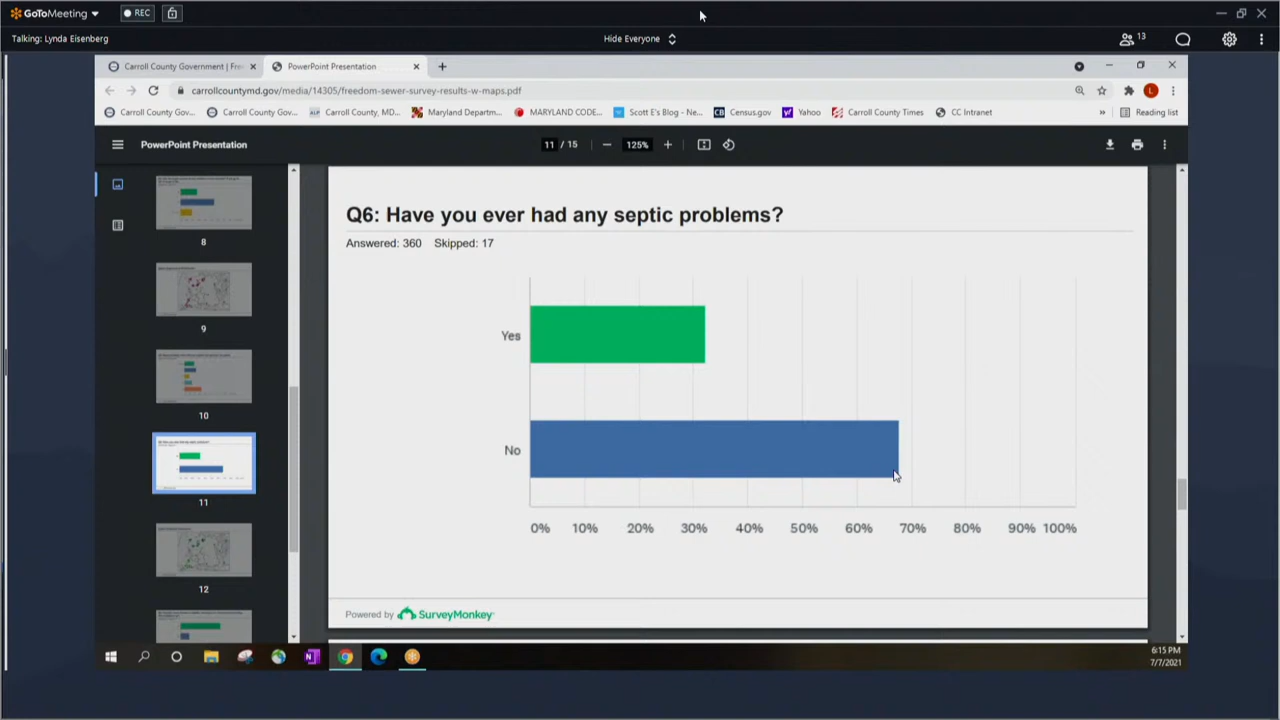 GoToMeeting
REC
Talking: Lynda Eisenberg
Hide Everyone
13
Carroll County Government | Fre
PowerPoint Presentation
carrollcountymd.gov/media/14305/freedom-sewer-survey-results-w-maps.pdf
L
Carroll County Gov...
Carroll County Gov...
Carroll County, MD...
Maryland Departm...
MARYLAND CODE...
Scott E's Blog - Ne...
Census.gov
Yahoo
Carroll County Times
CC Intranet
»
Reading list
PowerPoint Presentation
11 / 15
125%
8
9
10
11
12
Q6: Have you ever had any septic problems?
Answered: 360 Skipped: 17
Yes
No
0% 10% 20% 30% 40% 50% 60% 70% 80% 90% 100%
Powered by SurveyMonkey
6:15 PM
7/7/2021